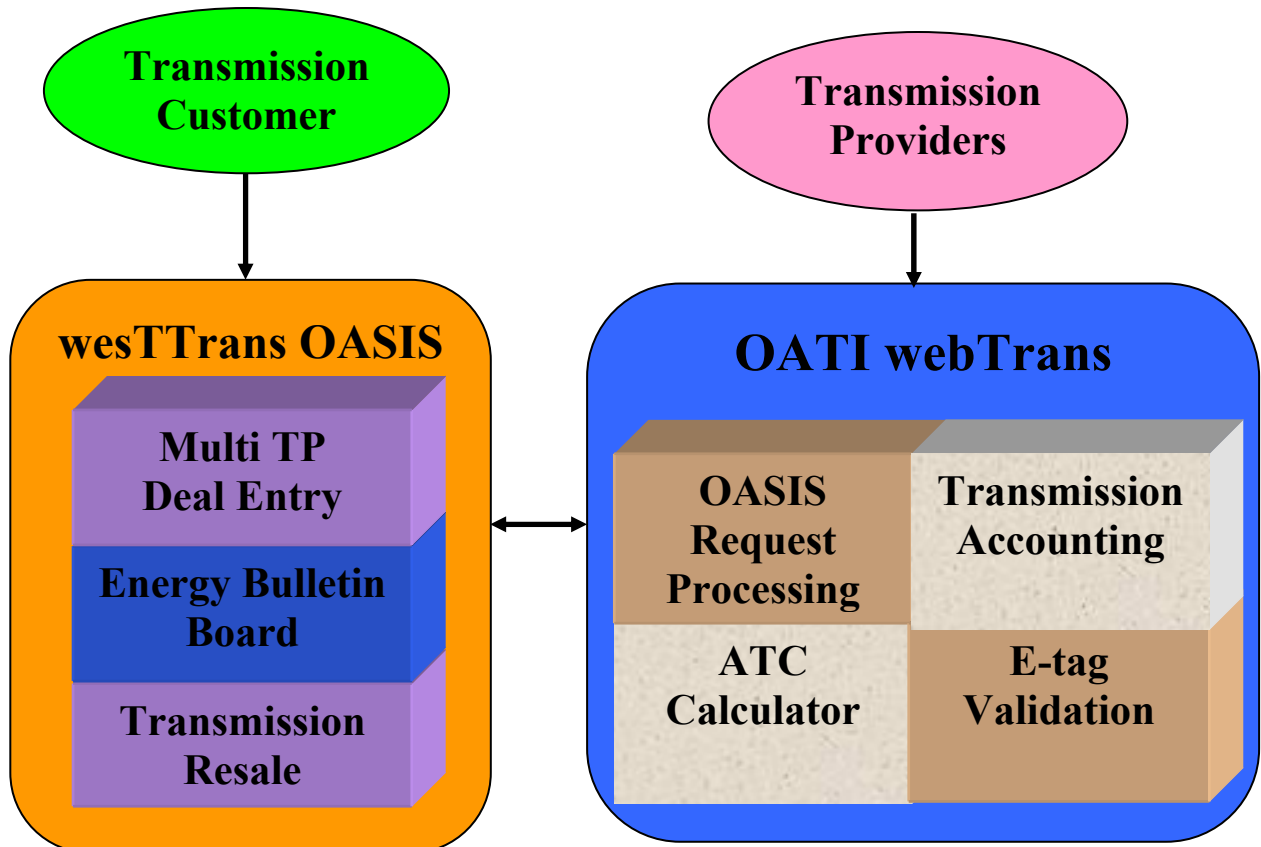 Transmission
Customer
Transmission
Providers
wesTTrans OASIS
Multi TP
Deal Entry
Energy Bulletin
Board
Transmission
Resale
OATI webTrans
OASIS
Request
Processing
Transmission
Accounting
ATC
Calculator
E-tag
Validation